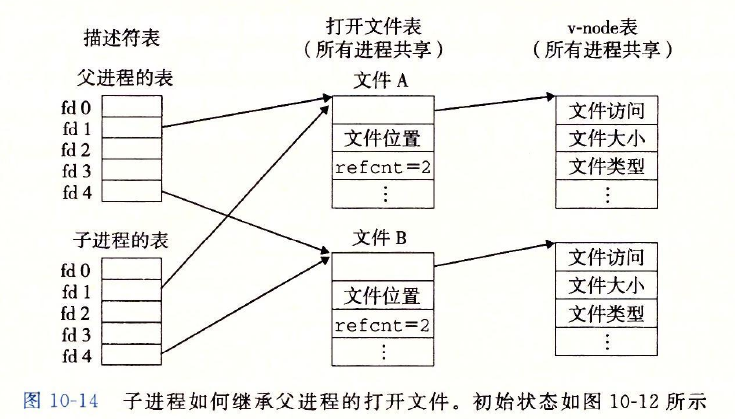 描述符表
打开文件表
（所有进程共享）
v-node表
（所有进程共享）
父进程的表
fd 0
fd 1
fd 2
fd 3
fd 4
文件 A
文件位置
refcnt=2
⋮
文件访问
文件大小
文件类型
⋮
子进程的表
fd 0
fd 1
fd 2
fd 3
fd 4
文件 B
文件位置
refcnt=2
⋮
文件访问
文件大小
文件类型
⋮
图 10-14 子进程如何继承父进程的打开文件。初始状态如图 10-12 所示